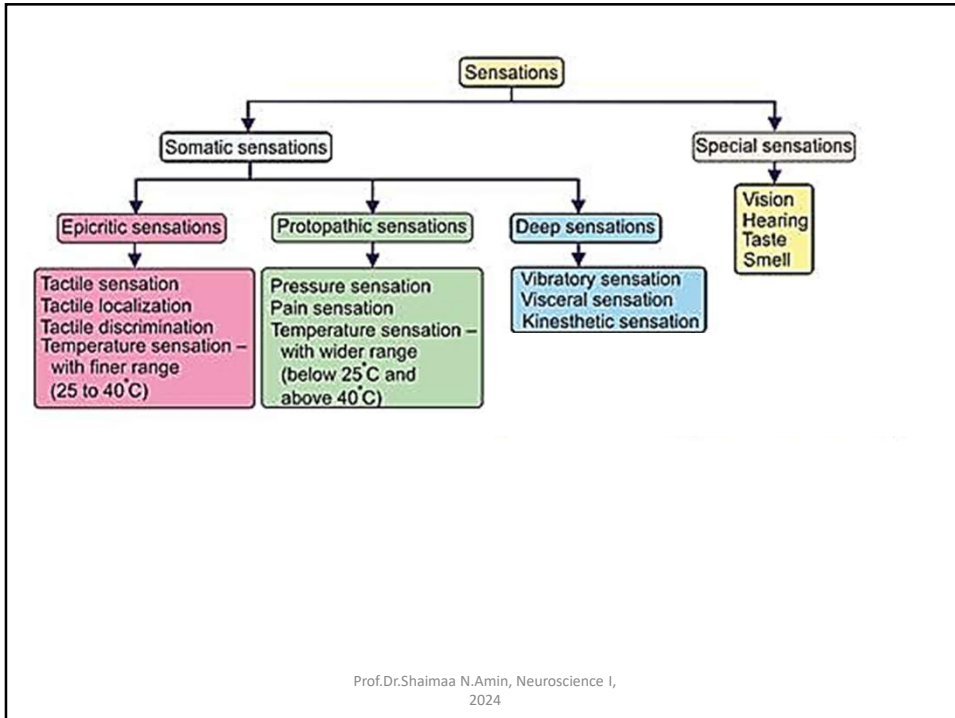 Sensations
Somatic sensations
Special sensations
Epicritic sensations
Protopathic sensations
Deep sensations
Vision
Hearing
Taste
Smell
Tactile sensation
Tactile localization
Tactile discrimination
Temperature sensation –
with finer range
(25 to 40°C)
Pressure sensation
Pain sensation
Temperature sensation –
with wider range
(below 25°C and
above 40°C)
Vibratory sensation
Visceral sensation
Kinesthetic sensation
Prof.Dr.Shaimaa N.Amin, Neuroscience I,
2024